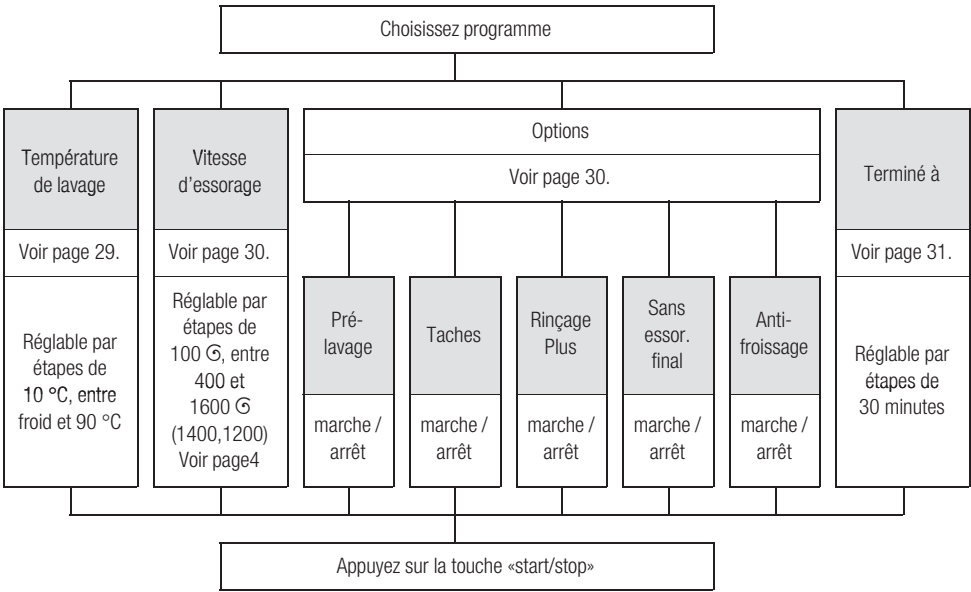 Choisissez programme
Température
de lavage
Voir page 29.
Réglable par
étapes de
10 °C, entre
froid et 90 °C
Vitesse
d’essorage
Voir page 30.
Réglable par
étapes de
100 , entre
400 et
1600
(1400,1200)
Voir page4
Options
Voir page 30.
Pré-
lavage
marche /
arrêt
Taches
marche /
arrêt
Rinçage
Plus
marche /
arrêt
Sans
essor.
final
marche /
arrêt
Anti-
froissage
marche /
arrêt
Terminé à
Voir page 31.
Réglable par
étapes de
30 minutes
Appuyez sur la touche «start/stop»